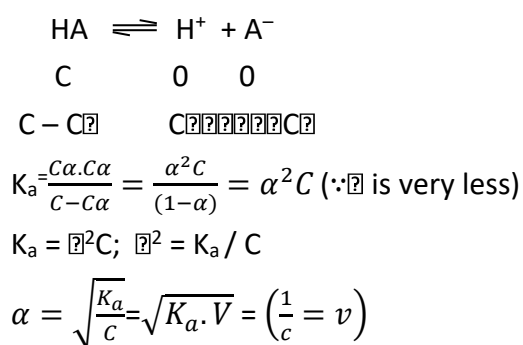 HA ⇌ H⁺ + A⁻
C 0 0
C – C⍰ C⍰⍰⍰⍰⍰⍰C⍰
Kₐ = Cα.Cα / C−Cα = α²C / (1−α) = α²C (∵⍰ is very less)
Kₐ = ⍰²C; ⍰² = Kₐ / C
α = √(Kₐ / C) = √(Kₐ.V) = (1/c = v)